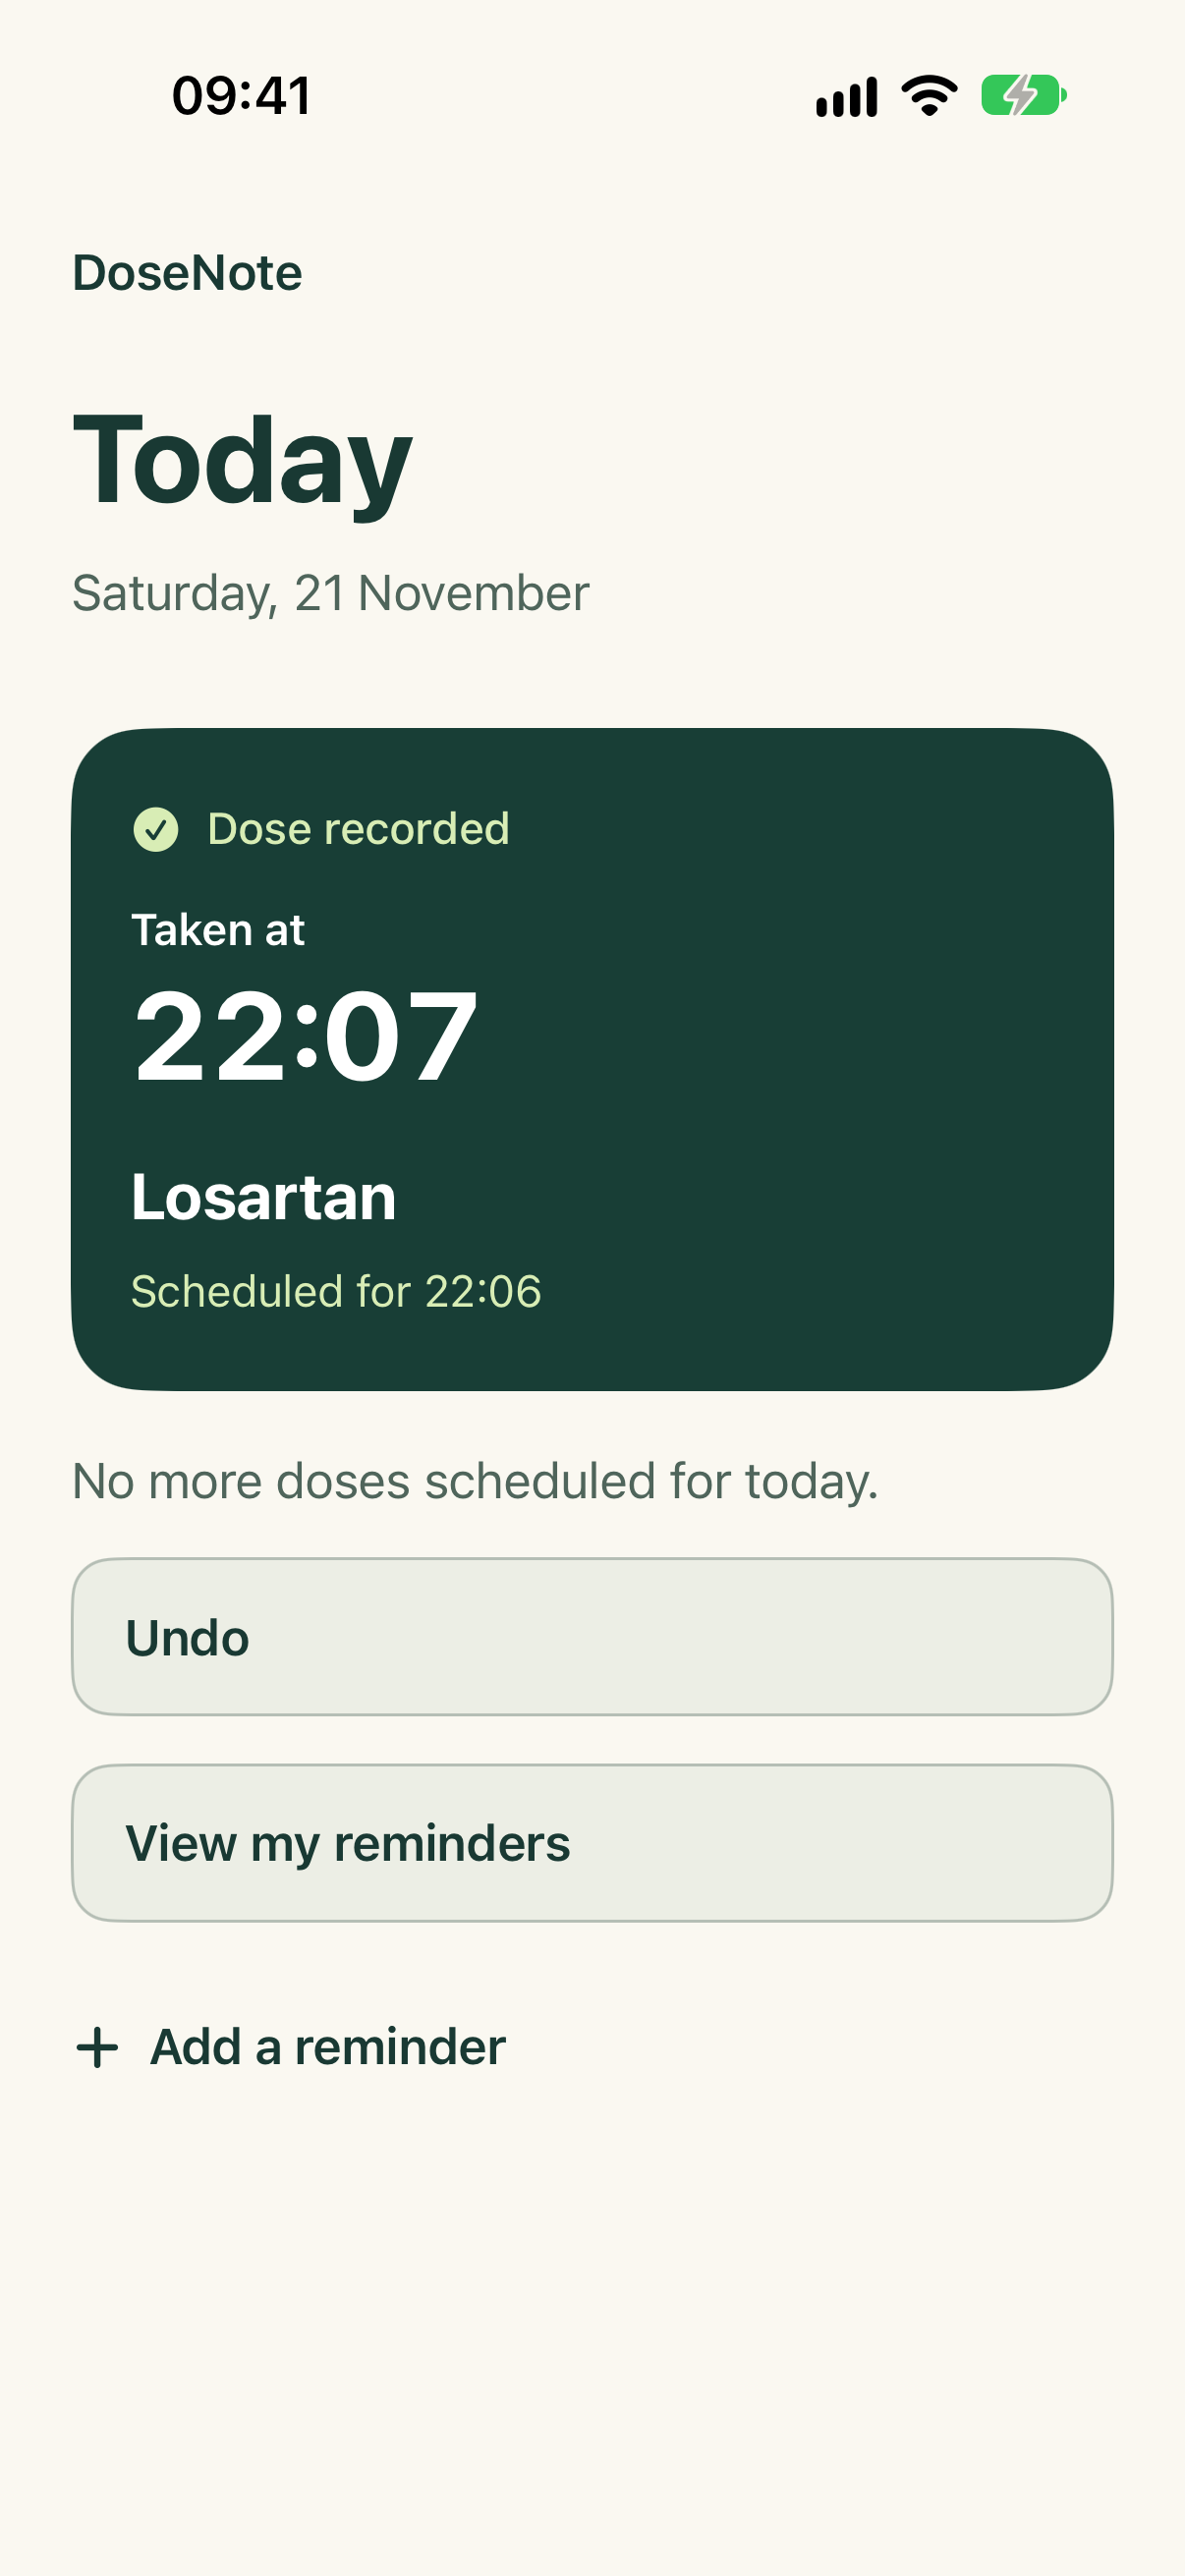 09:41
DoseNote
Today
Saturday, 21 November
Dose recorded
Taken at
22:07
Losartan
Scheduled for 22:06
No more doses scheduled for today.
Undo
View my reminders
Add a reminder